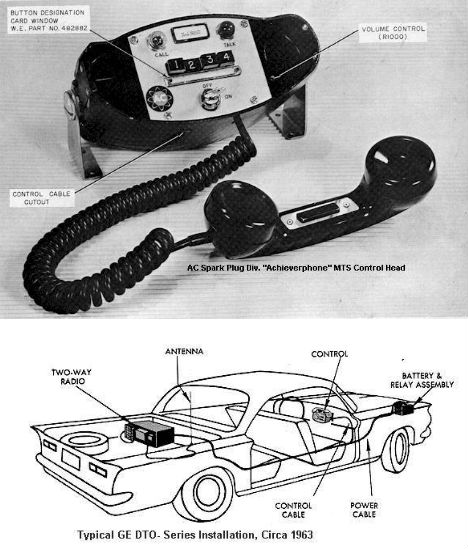 BUTTON DESIGNATION
CARD WINDOW
W.E. PART NO. 482882
CALL
TALK
VOLUME CONTROL
(R1000)
1 2 3 4
OFF
ON
CONTROL CABLE
CUTOUT
AC Spark Plug Div. "Achieverphone" MTS Control Head
ANTENNA
CONTROL
TWO-WAY
RADIO
BATTERY &
RELAY ASSEMBLY
CONTROL
CABLE
POWER
CABLE
Typical GE DTO- Series Installation, Circa 1963